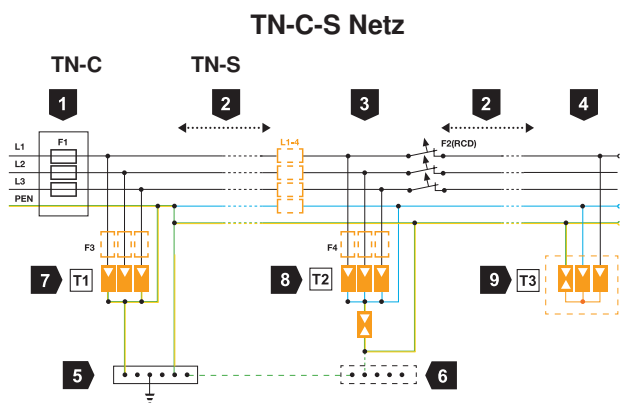 TN-C-S Netz
TN-C
TN-S
1
2
3
2
4
L1
F1
L1-4
F2(RCD)
L2
L3
PEN
F3
F4
7
T1
8
T2
9
T3
5
6